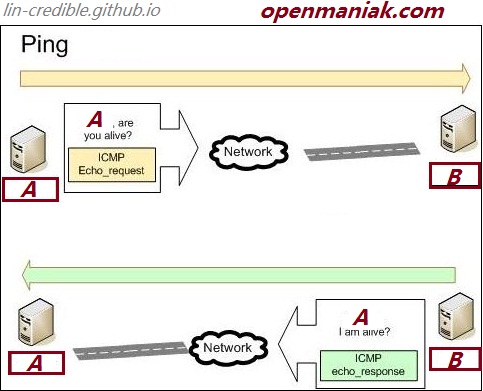 lin-credible.github.io
openmaniak.com
Ping
A , are
you alive?
ICMP
Echo_request
Network
A
B
A
I am alive?
ICMP
echo_response
Network
A
B